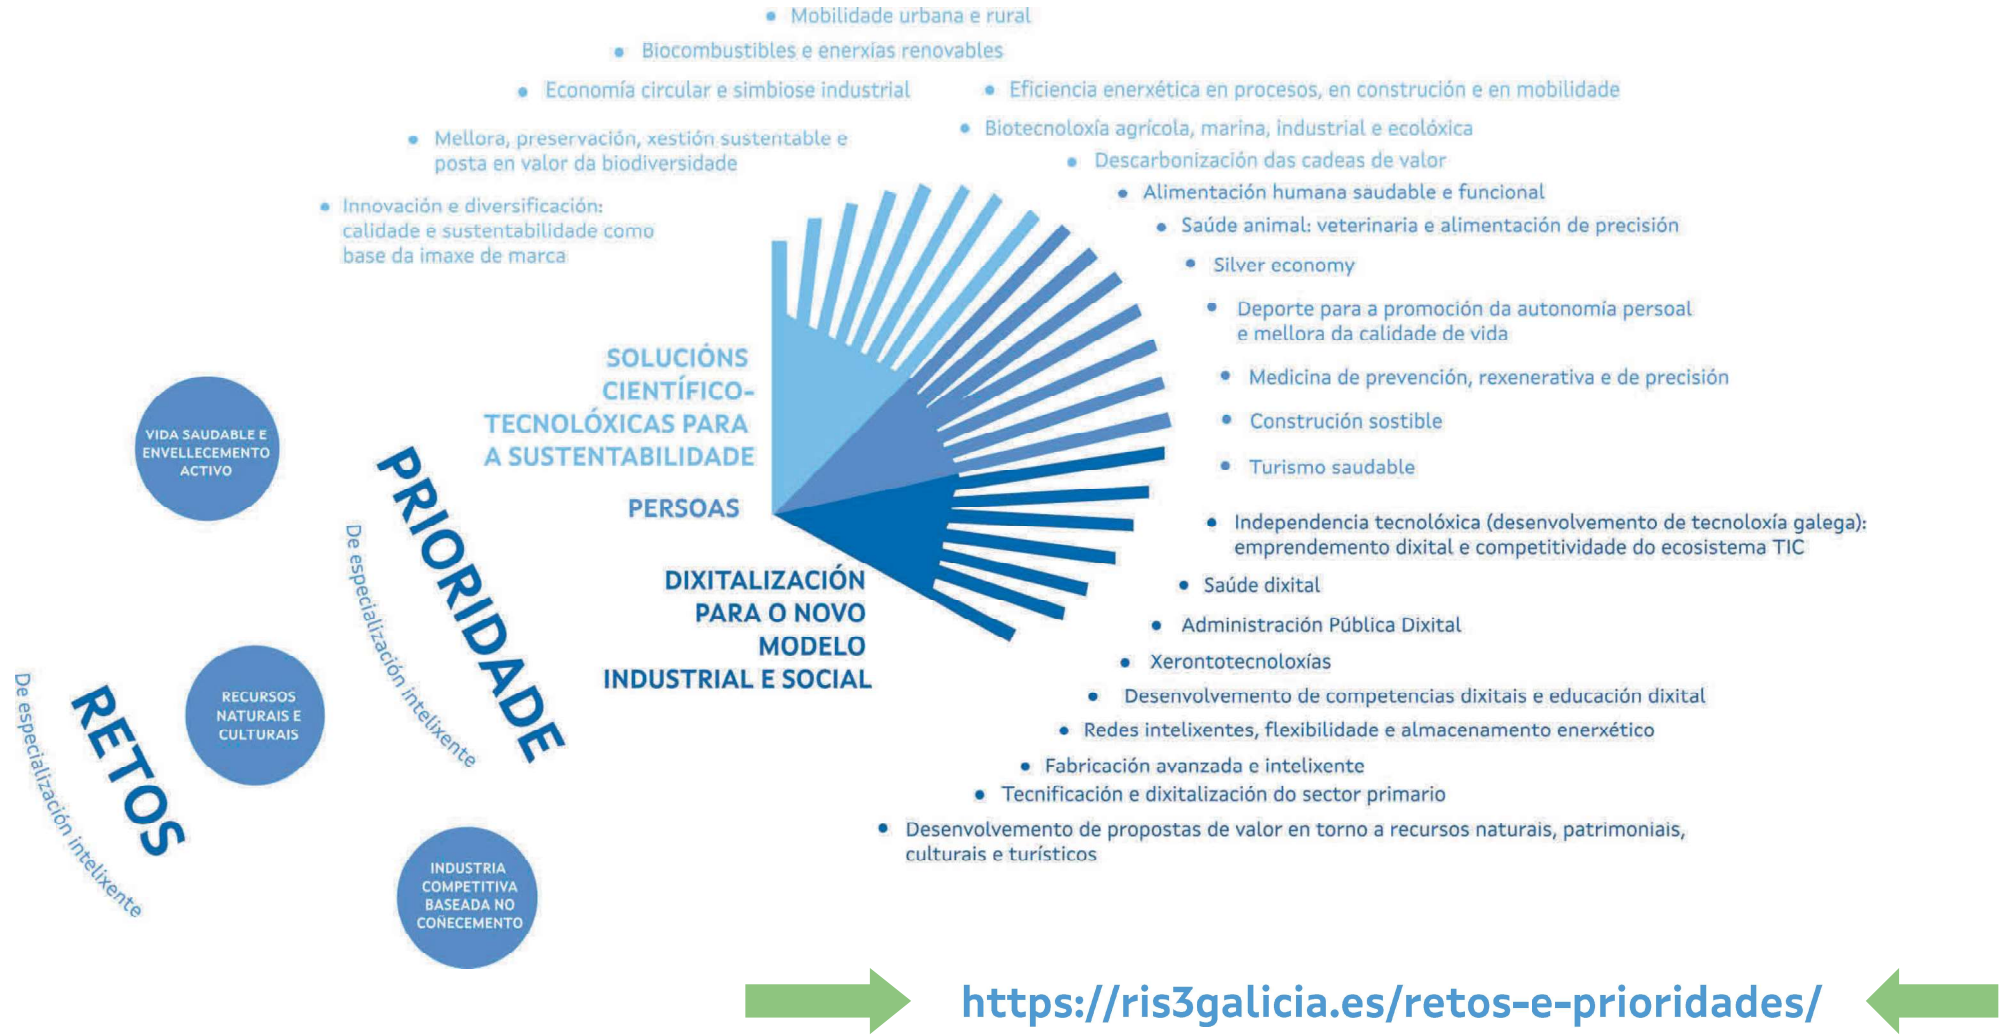 Mobilidade urbana e rural
Biocombustibles e enerxías renovables
Economía circular e simbiose industrial
Mellora, preservación, xestión sustentable e
posta en valor da biodiversidade
Innovación e diversificación:
calidade e sustentabilidade como
base da imaxe de marca
Eficiencia enerxética en procesos, en construción e en mobilidade
Biotecnoloxía agrícola, marina, industrial e ecolóxica
Descarbonización das cadeas de valor
Alimentación humana saudable e funcional
Saúde animal: veterinaria e alimentación de precisión
Silver economy
Deporte para a promoción da autonomía persoal
e mellora da calidade de vida
Medicina de prevención, rexenerativa e de precisión
Construción sostible
Turismo saudable
Independencia tecnolóxica (desenvolvemento de tecnoloxía galega):
emprendemento dixital e competitividade do ecosistema TIC
Saúde dixital
Administración Pública Dixital
Xerontotecnoloxías
Desenvolvemento de competencias dixitais e educación dixital
Redes intelixentes, flexibilidade e almacenamento enerxético
Fabricación avanzada e intelixente
Tecnificación e dixitalización do sector primario
Desenvolvemento de propostas de valor en torno a recursos naturais, patrimoniais,
culturais e turísticos
SOLUCIÓNS
CIENTÍFICO-
TECNOLÓXICAS PARA
A SUSTENTABILIDADE
PERSOAS
DIXITALIZACIÓN
PARA O NOVO
MODELO
INDUSTRIAL E SOCIAL
PRIORIDADE
De especialización intelixente
VIDA SAUDABLE E
ENVELLECEMENTO
ACTIVO
RECURSOS
NATURAIS E
CULTURAIS
INDUSTRIA
COMPETITIVA
BASEADA NO
COÑECEMENTO
RETOS
De especialización intelixente
https://ris3galicia.es/retos-e-prioridades/